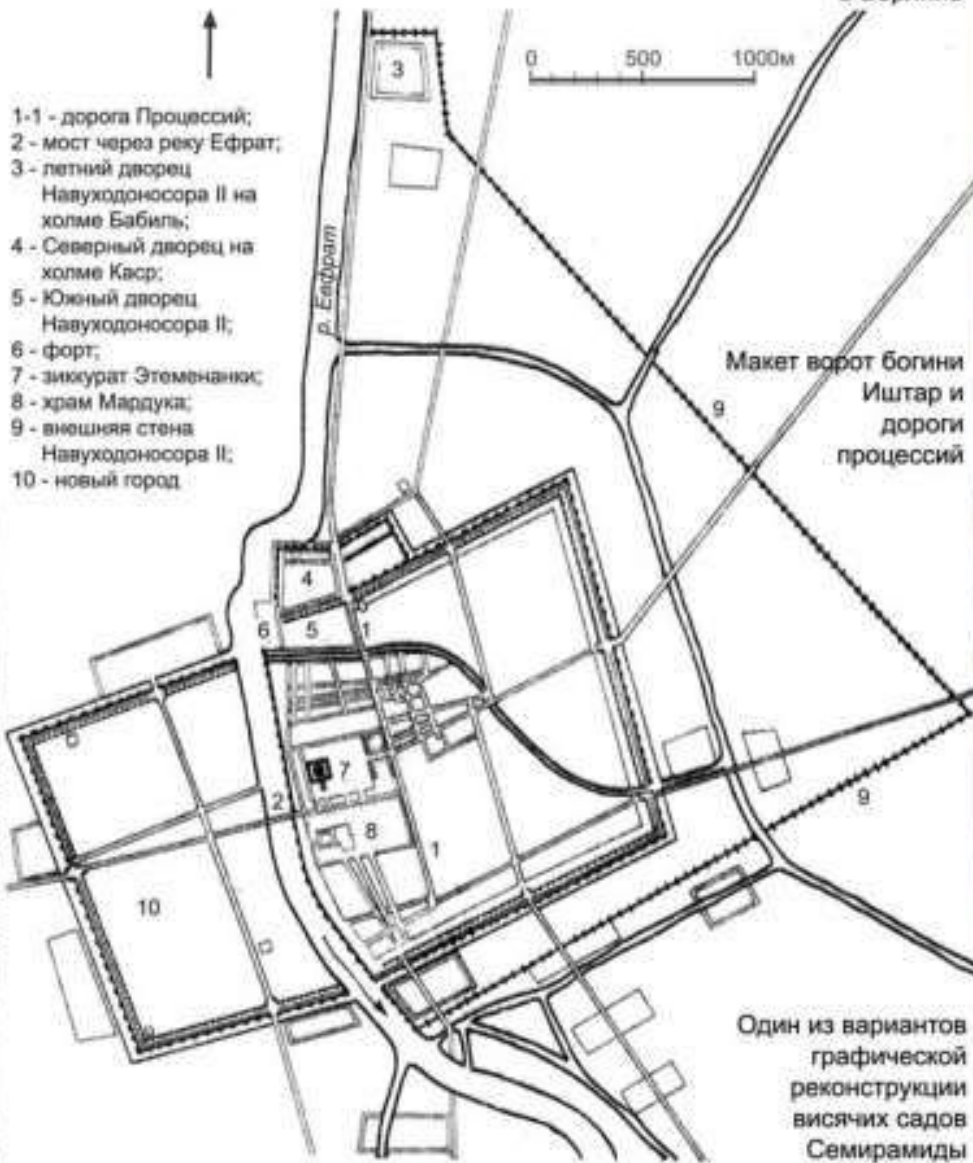 0 500 1000м
3
1-1 - дорога Процессий;
2 - мост через реку Ефрат;
3 - летний дворец
Навуходоносора II на
холме Бабиль;
4 - Северный дворец на
холме Каср;
5 - Южный дворец
Навуходоносора II;
6 - форт;
7 - зиккурат Этеменанки;
8 - храм Мардука;
9 - внешняя стена
Навуходоносора II;
10 - новый город
р. Евфрат
Макет ворот богини
Иштар и
дороги
процессий
9
4
6
5
1
7
2
8
9
1
10
Один из вариантов
графической
реконструкции
висячих садов
Семирамиды